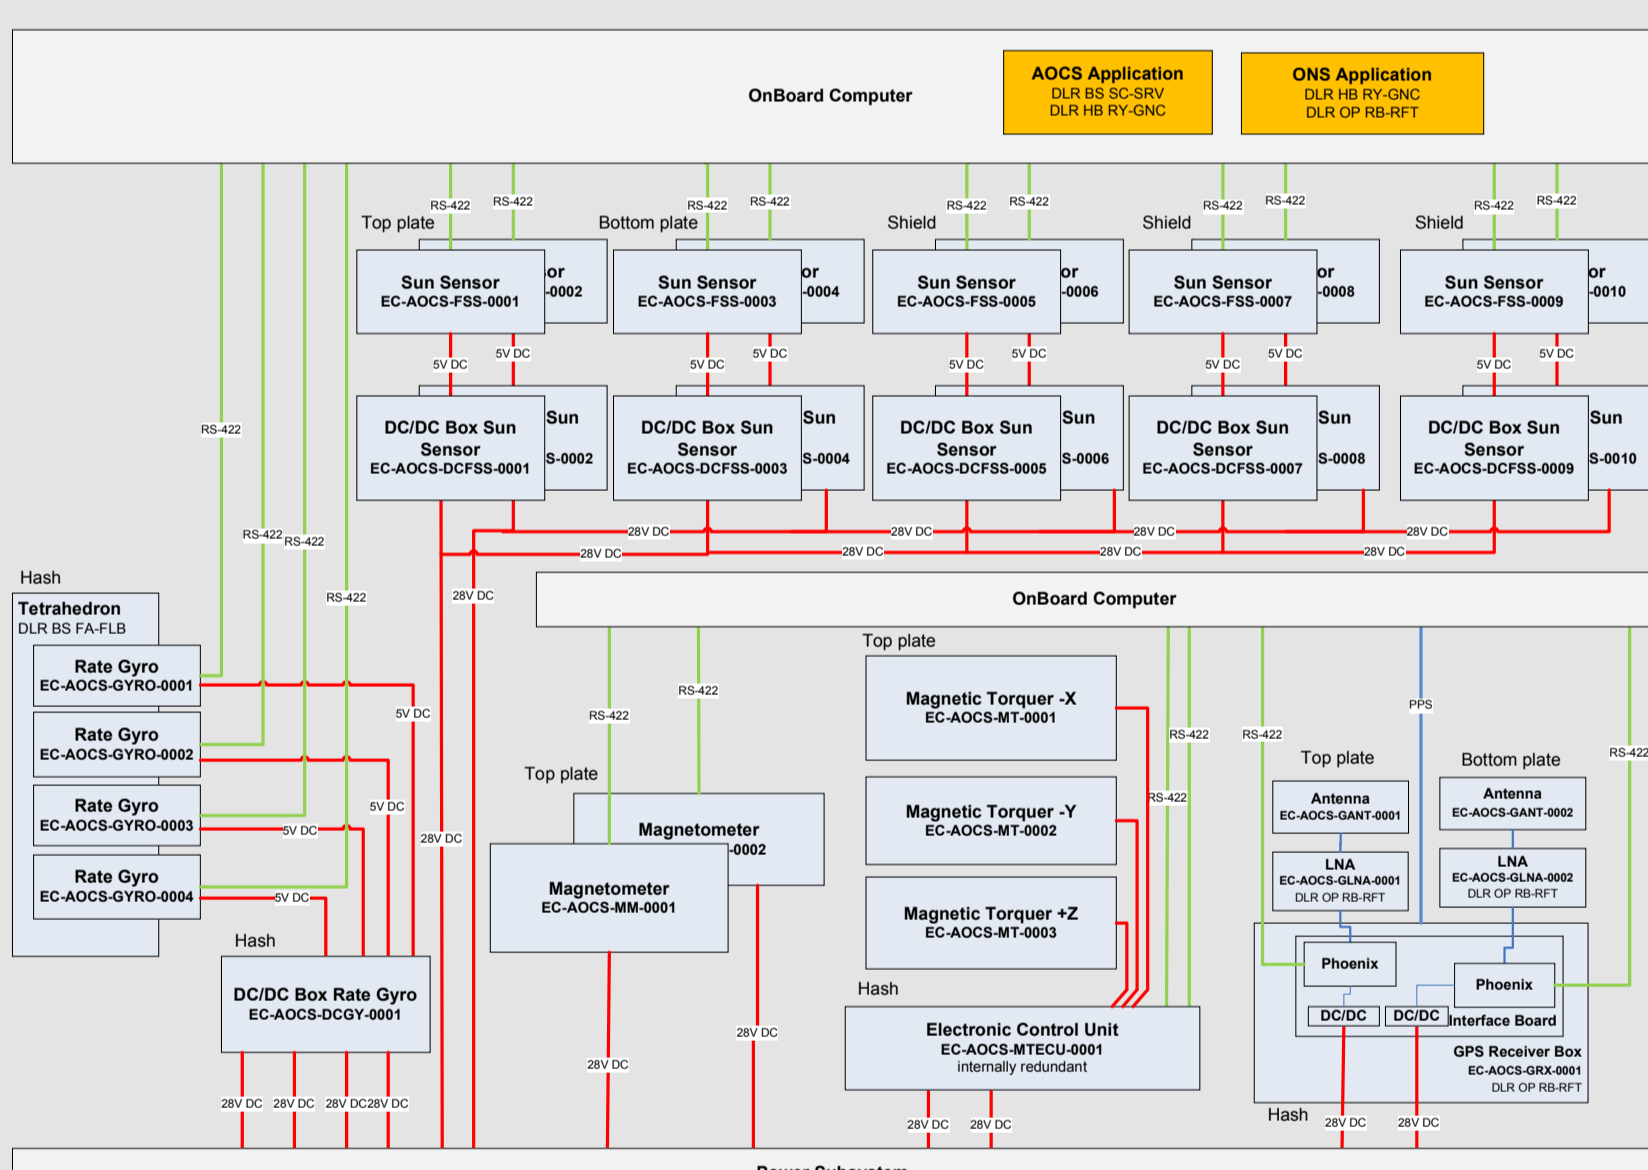 OnBoard Computer
AOCS Application
DLR BS SC-SRV
DLR HB RY-GNC
ONS Application
DLR HB RY-GNC
DLR OP RB-RFT
RS-422
RS-422
RS-422
RS-422
RS-422
RS-422
RS-422
RS-422
RS-422
RS-422
Top plate
Bottom plate
Shield
Shield
Shield
Sun Sensor
EC-AOCS-FSS-0001
or
-0002
Sun Sensor
EC-AOCS-FSS-0003
or
-0004
Sun Sensor
EC-AOCS-FSS-0005
or
-0006
Sun Sensor
EC-AOCS-FSS-0007
or
-0008
Sun Sensor
EC-AOCS-FSS-0009
or
-0010
5V DC
5V DC
5V DC
5V DC
5V DC
5V DC
5V DC
5V DC
5V DC
5V DC
DC/DC Box Sun
Sensor
EC-AOCS-DCFSS-0001
Sun
S-0002
DC/DC Box Sun
Sensor
EC-AOCS-DCFSS-0003
Sun
S-0004
DC/DC Box Sun
Sensor
EC-AOCS-DCFSS-0005
Sun
S-0006
DC/DC Box Sun
Sensor
EC-AOCS-DCFSS-0007
Sun
S-0008
DC/DC Box Sun
Sensor
EC-AOCS-DCFSS-0009
Sun
S-0010
RS-422
RS-422
RS-422
RS-422
28V DC
28V DC
28V DC
28V DC
28V DC
28V DC
28V DC
28V DC
28V DC
28V DC
Hash
Tetrahedron
DLR BS FA-FLB
Rate Gyro
EC-AOCS-GYRO-0001
Rate Gyro
EC-AOCS-GYRO-0002
Rate Gyro
EC-AOCS-GYRO-0003
Rate Gyro
EC-AOCS-GYRO-0004
5V DC
5V DC
5V DC
5V DC
Hash
DC/DC Box Rate Gyro
EC-AOCS-DCGY-0001
28V DC
28V DC
28V DC
28V DC
OnBoard Computer
RS-422
RS-422
Top plate
Magnetometer
-0002
Magnetometer
EC-AOCS-MM-0001
28V DC
28V DC
Top plate
Magnetic Torquer -X
EC-AOCS-MT-0001
Magnetic Torquer -Y
EC-AOCS-MT-0002
Magnetic Torquer +Z
EC-AOCS-MT-0003
RS-422
RS-422
Hash
Electronic Control Unit
EC-AOCS-MTECU-0001
internally redundant
28V DC
28V DC
RS-422
PPS
RS-422
Top plate
Bottom plate
Antenna
EC-AOCS-GANT-0001
Antenna
EC-AOCS-GANT-0002
LNA
EC-AOCS-GLNA-0001
DLR OP RB-RFT
LNA
EC-AOCS-GLNA-0002
DLR OP RB-RFT
Phoenix
Phoenix
DC/DC
DC/DC
Interface Board
GPS Receiver Box
EC-AOCS-GRX-0001
DLR OP RB-RFT
Hash
28V DC
28V DC
Power Subsystem